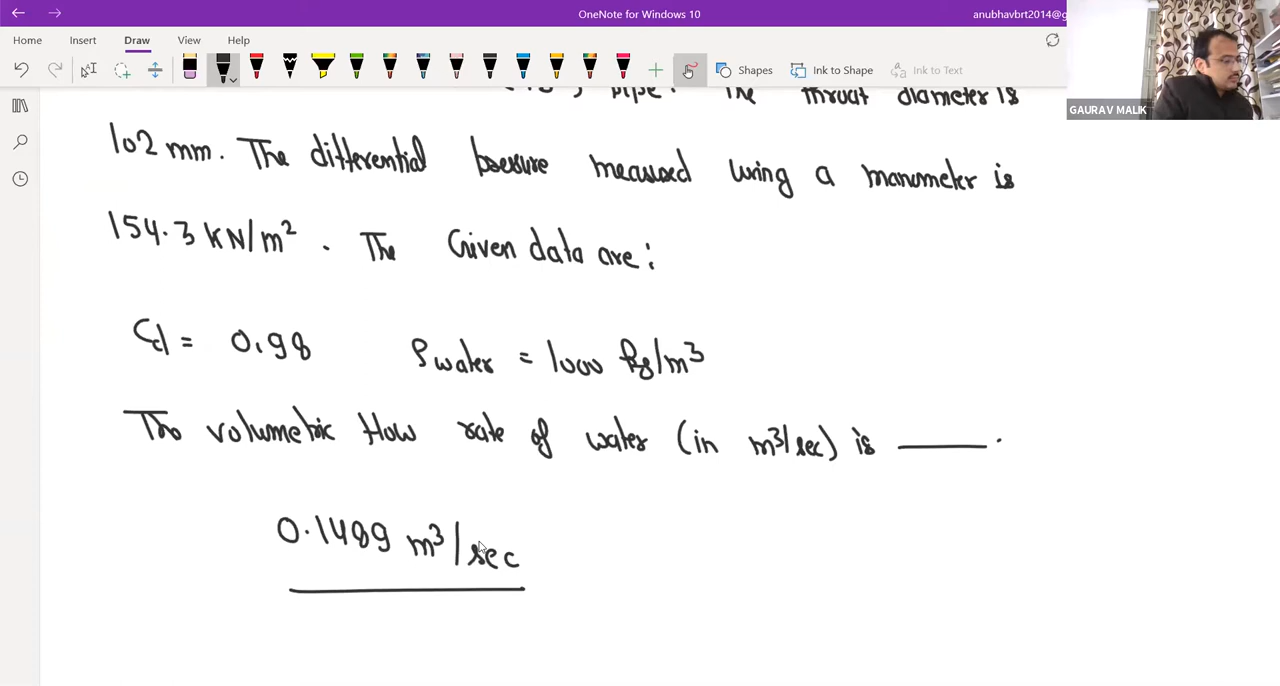 OneNote for Windows 10
anubhavbrt2014@g
Home Insert Draw View Help
Shapes Ink to Shape Ink to Text
GAURAV MALIK
pipe. The throat diameter is
102 mm. The differential pressure measured using a manometer is
154.3 KN/m². The Given data are:
Cd = 0.98 ρwater = 1000 kg/m³
The volumetric flow rate of water (in m³/sec) is ______.
0.1489 m³/sec